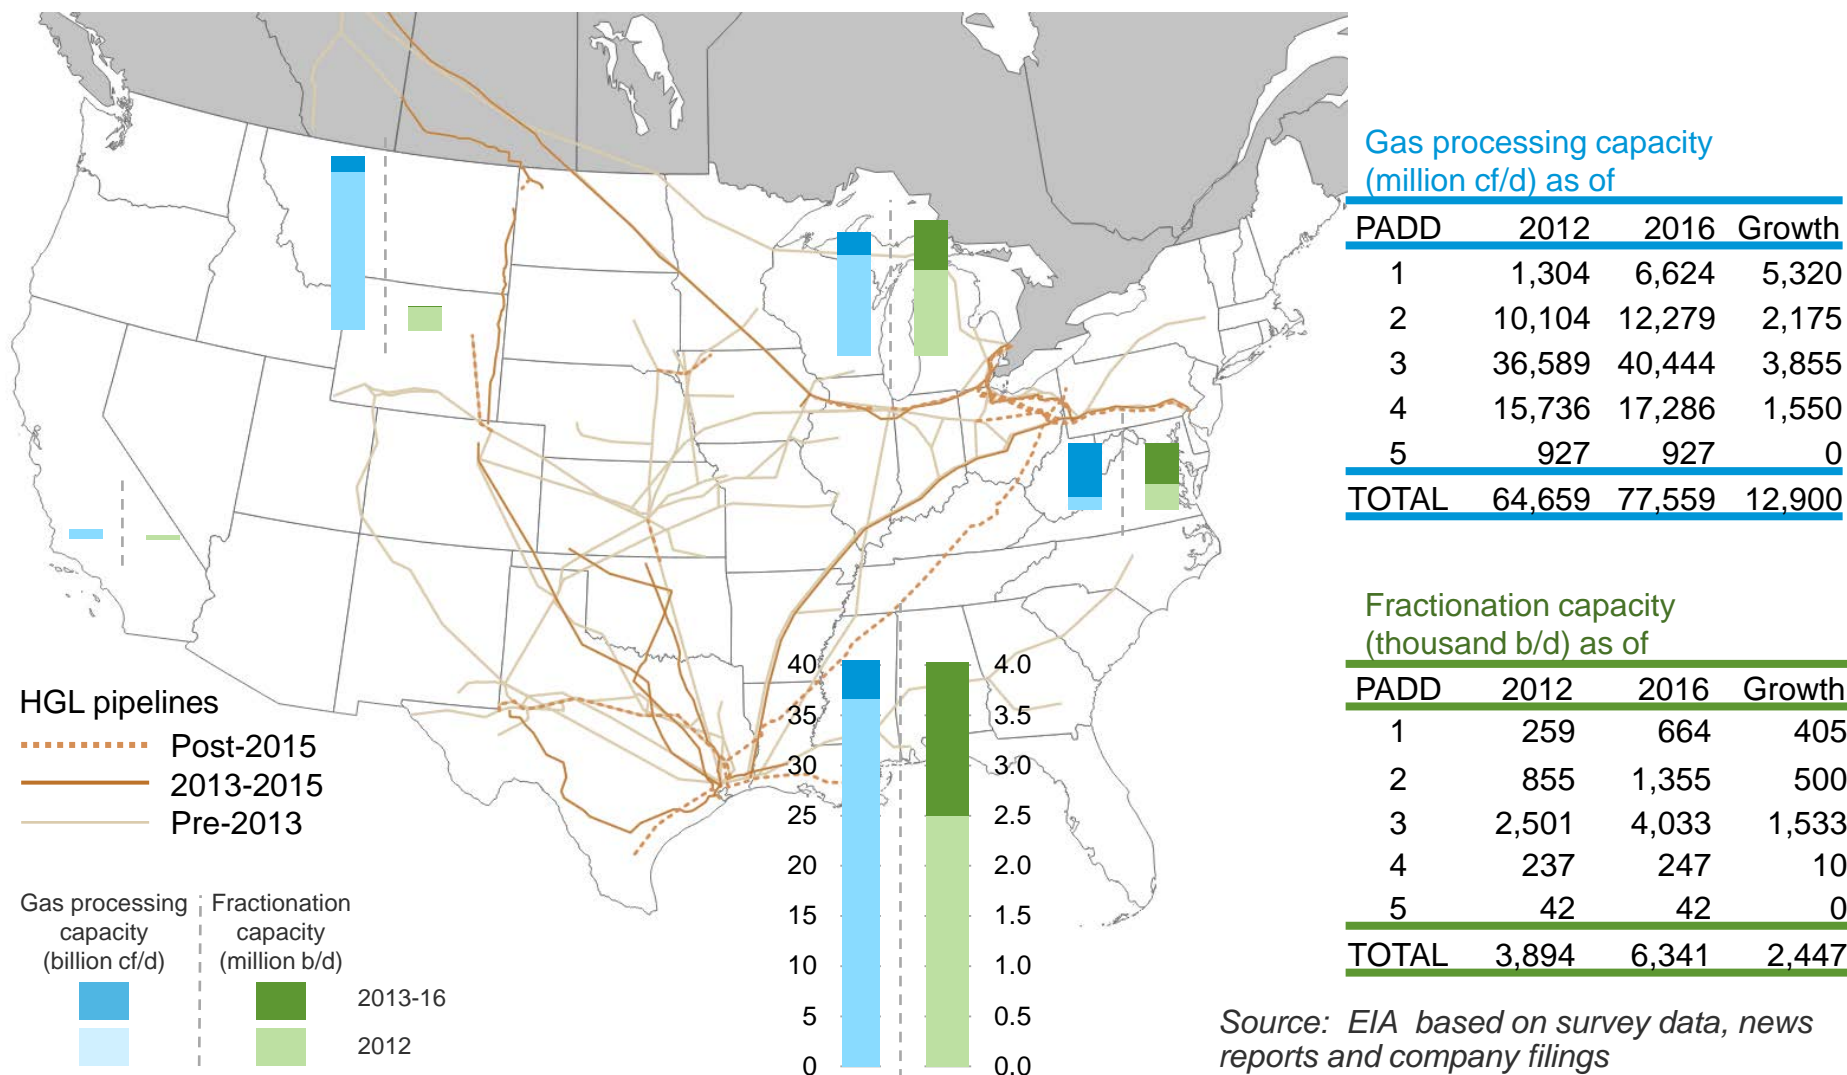 Gas processing capacity
(million cf/d) as of
PADD 2012 2016 Growth
1 1,304 6,624 5,320
2 10,104 12,279 2,175
3 36,589 40,444 3,855
4 15,736 17,286 1,550
5 927 927 0
TOTAL 64,659 77,559 12,900
Fractionation capacity
(thousand b/d) as of
PADD 2012 2016 Growth
1 259 664 405
2 855 1,355 500
3 2,501 4,033 1,533
4 237 247 10
5 42 42 0
TOTAL 3,894 6,341 2,447
Source: EIA based on survey data, news
reports and company filings
HGL pipelines
Post-2015
2013-2015
Pre-2013
Gas processing
capacity
(billion cf/d)
Fractionation
capacity
(million b/d)
2013-16
2012
40 4.0
35 3.5
30 3.0
25 2.5
20 2.0
15 1.5
10 1.0
5 0.5
0 0.0